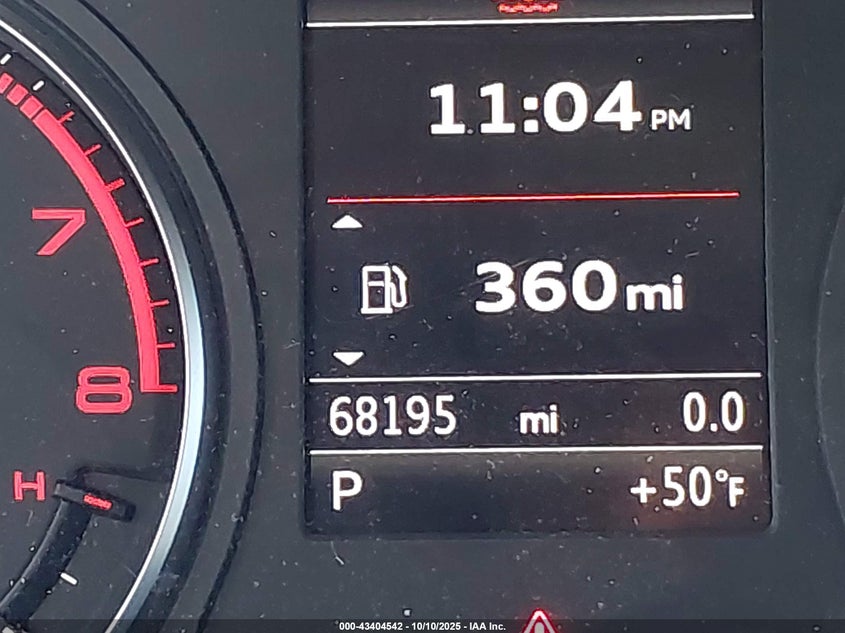 11:04 PM
7
360 mi
8
68195 mi 0.0
H
P +50°F
000-43404542 - 10/10/2025 - IAA Inc.